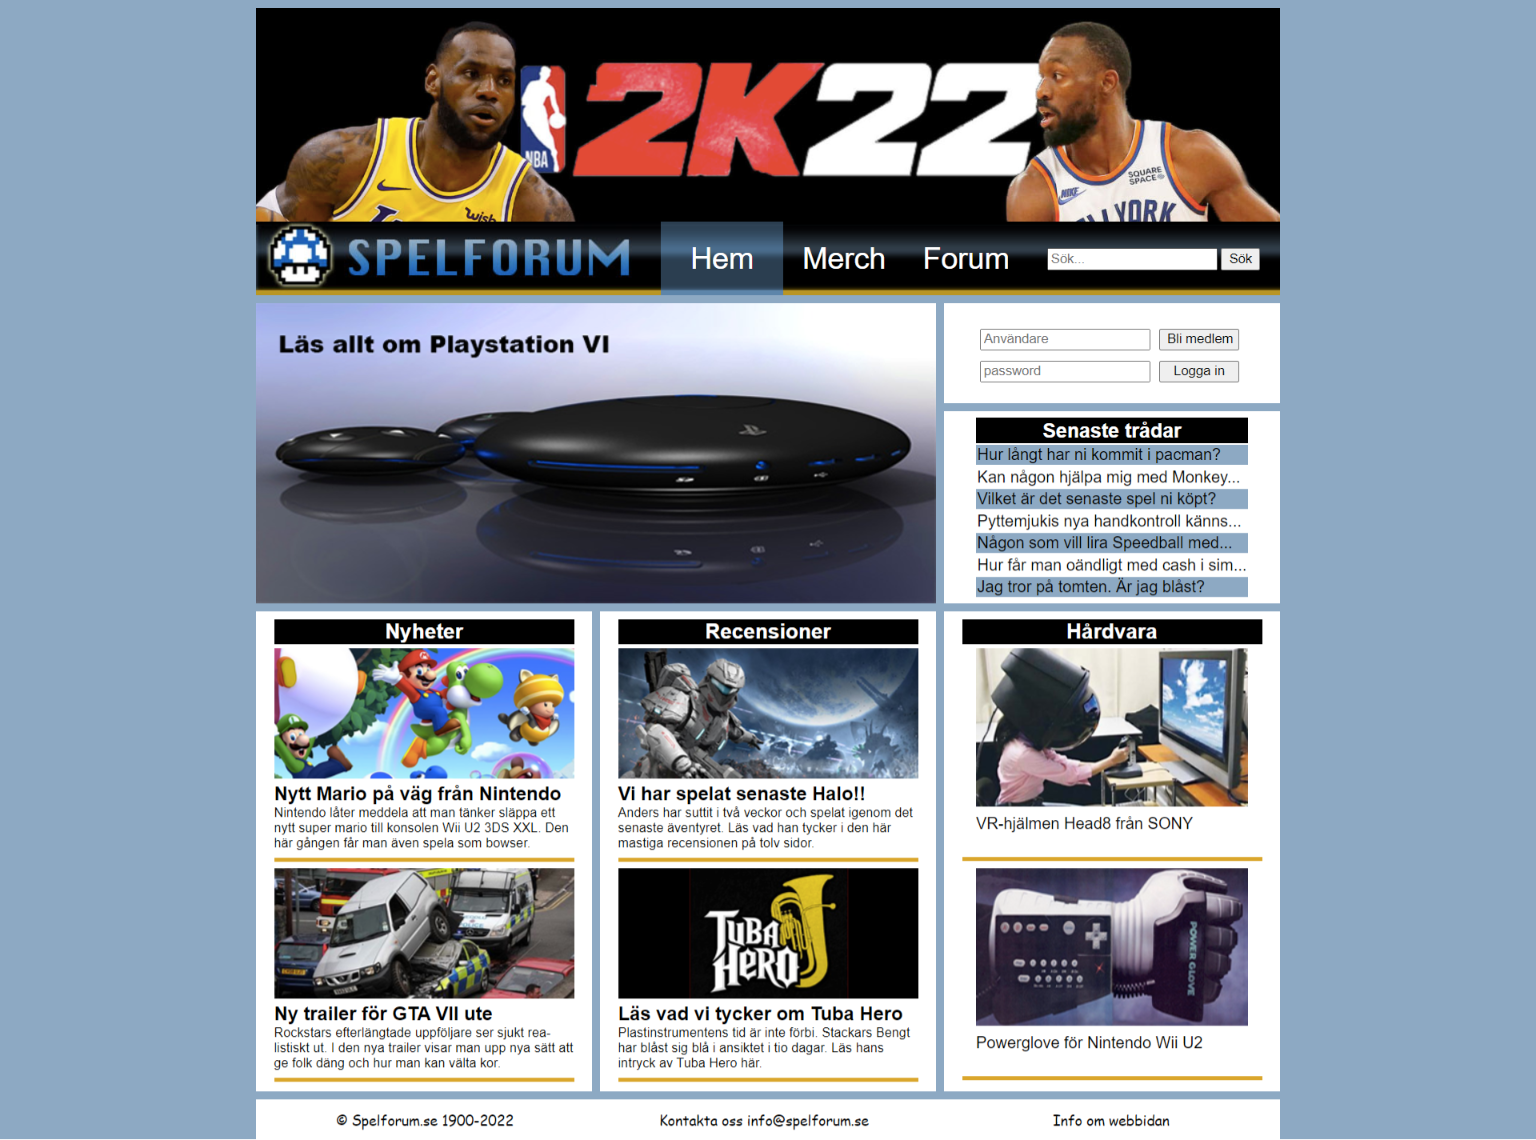 NBA
2K22
wish
NIKE
SQUARE
SPACE
SPELFORUM
Hem
Merch
Forum
Sök...
Sök
Läs allt om Playstation VI
Användare
Bli medlem
password
Logga in
Senaste trådar
Hur långt har ni kommit i pacman?
Kan någon hjälpa mig med Monkey...
Vilket är det senaste spel ni köpt?
Pyttemjukis nya handkontroll känns...
Någon som vill lira Speedball med...
Hur får man oändligt med cash i sim...
Jag tror på tomten. Är jag blåst?
Nyheter
Nytt Mario på väg från Nintendo
Nintendo låter meddela att man tänker släppa ett
nytt super mario till konsolen Wii U2 3DS XXL. Den
här gången får man även spela som bowser.
Ny trailer för GTA VII ute
Rockstars efterlängtade uppföljare ser sjukt rea-
listiskt ut. I den nya trailer visar man upp nya sätt att
ge folk däng och hur man kan välta kor.
Recensioner
Vi har spelat senaste Halo!!
Anders har suttit i två veckor och spelat igenom det
senaste äventyret. Läs vad han tycker i den här
mastiga recensionen på tolv sidor.
TUBA
HERO
Läs vad vi tycker om Tuba Hero
Plastinstrumentens tid är inte förbi. Stackars Bengt
har blåst sig blå i ansiktet i tio dagar. Läs hans
intryck av Tuba Hero här.
Hårdvara
VR-hjälmen Head8 från SONY
POWER GLOVE
Powerglove för Nintendo Wii U2
© Spelforum.se 1900-2022
Kontakta oss info@spelforum.se
Info om webbidan